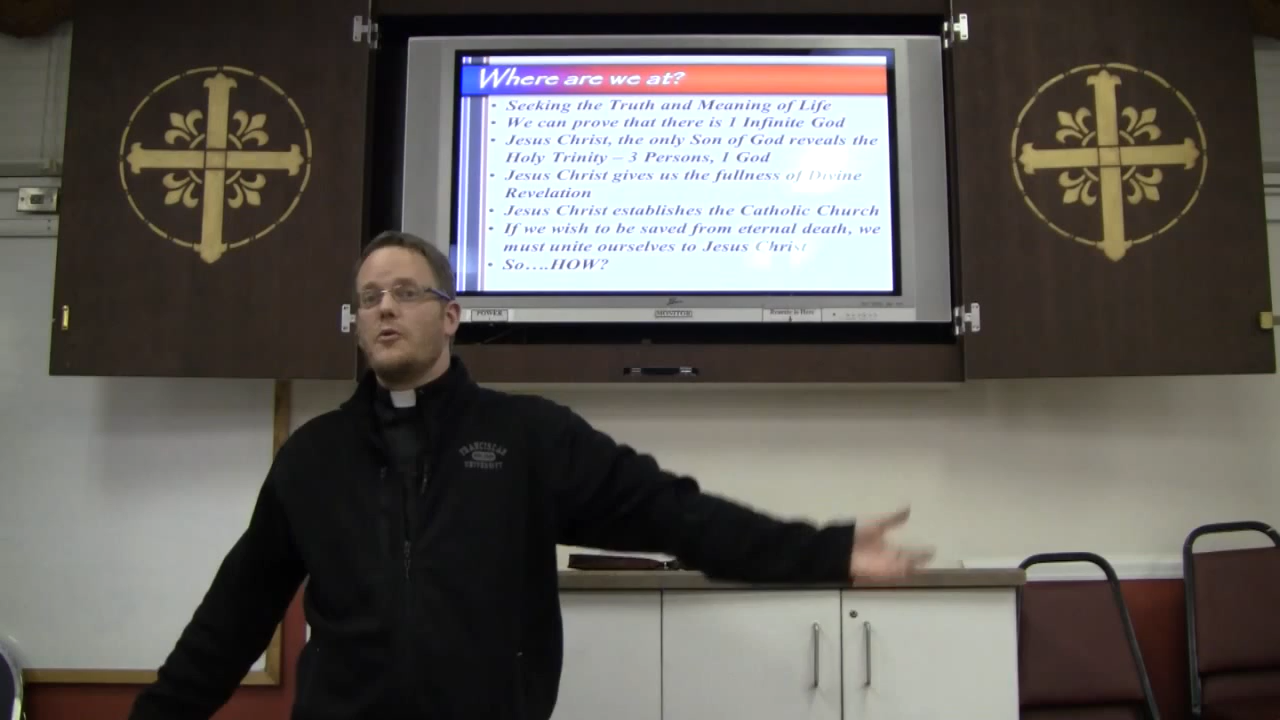 Where are we at?
• Seeking the Truth and Meaning of Life
• We can prove that there is 1 Infinite God
• Jesus Christ, the only Son of God reveals the
Holy Trinity – 3 Persons, 1 God
• Jesus Christ gives us the fullness of Divine
Revelation
• Jesus Christ establishes the Catholic Church
• If we wish to be saved from eternal death, we
must unite ourselves to Jesus Christ
• So….HOW?
POWER
MONITOR
FRANCISCAN
UNIVERSITY